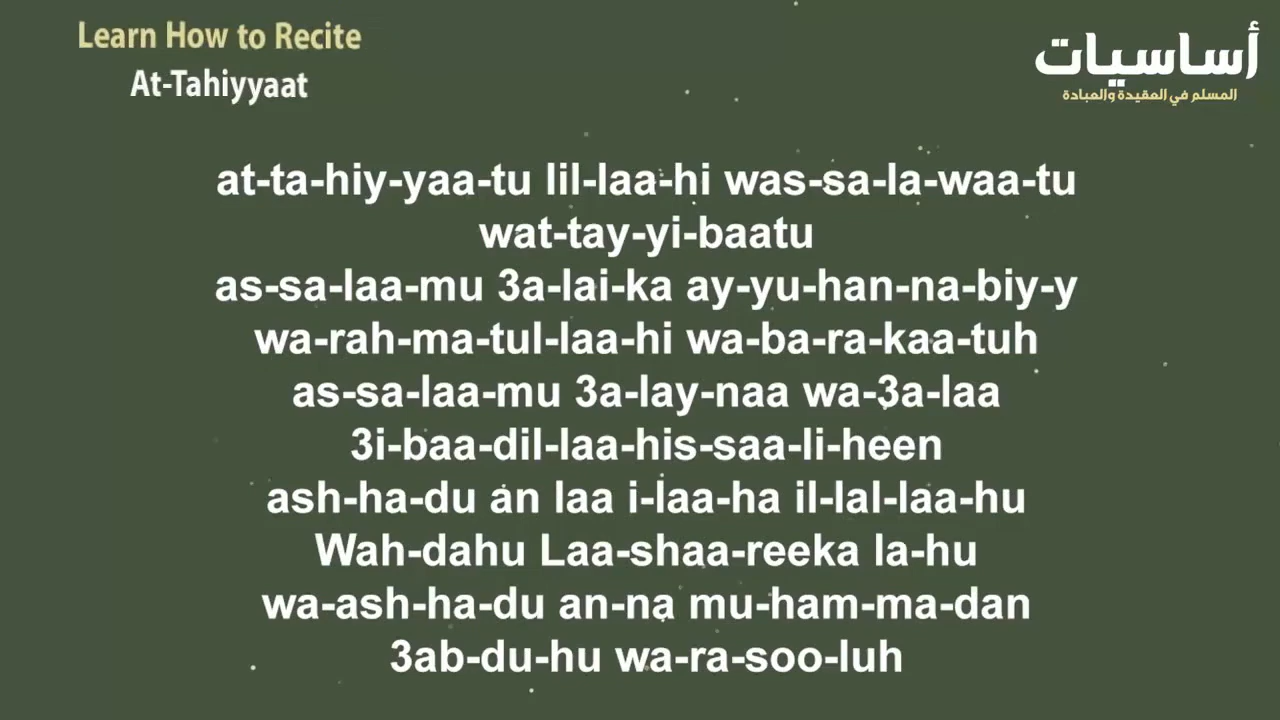 Learn How to Recite
At-Tahiyyaat
أساسيات
المسلم في العقيدة والعبادة
at-ta-hiy-yaa-tu lil-laa-hi was-sa-la-waa-tu
wat-tay-yi-baatu
as-sa-laa-mu 3a-lai-ka ay-yu-han-na-biy-y
wa-rah-ma-tul-laa-hi wa-ba-ra-kaa-tuh
as-sa-laa-mu 3a-lay-naa wa-3a-laa
3i-baa-dil-laa-his-saa-li-heen
ash-ha-du an laa i-laa-ha il-lal-laa-hu
Wah-dahu Laa-shaa-reeka la-hu
wa-ash-ha-du an-na mu-ham-ma-dan
3ab-du-hu wa-ra-soo-luh